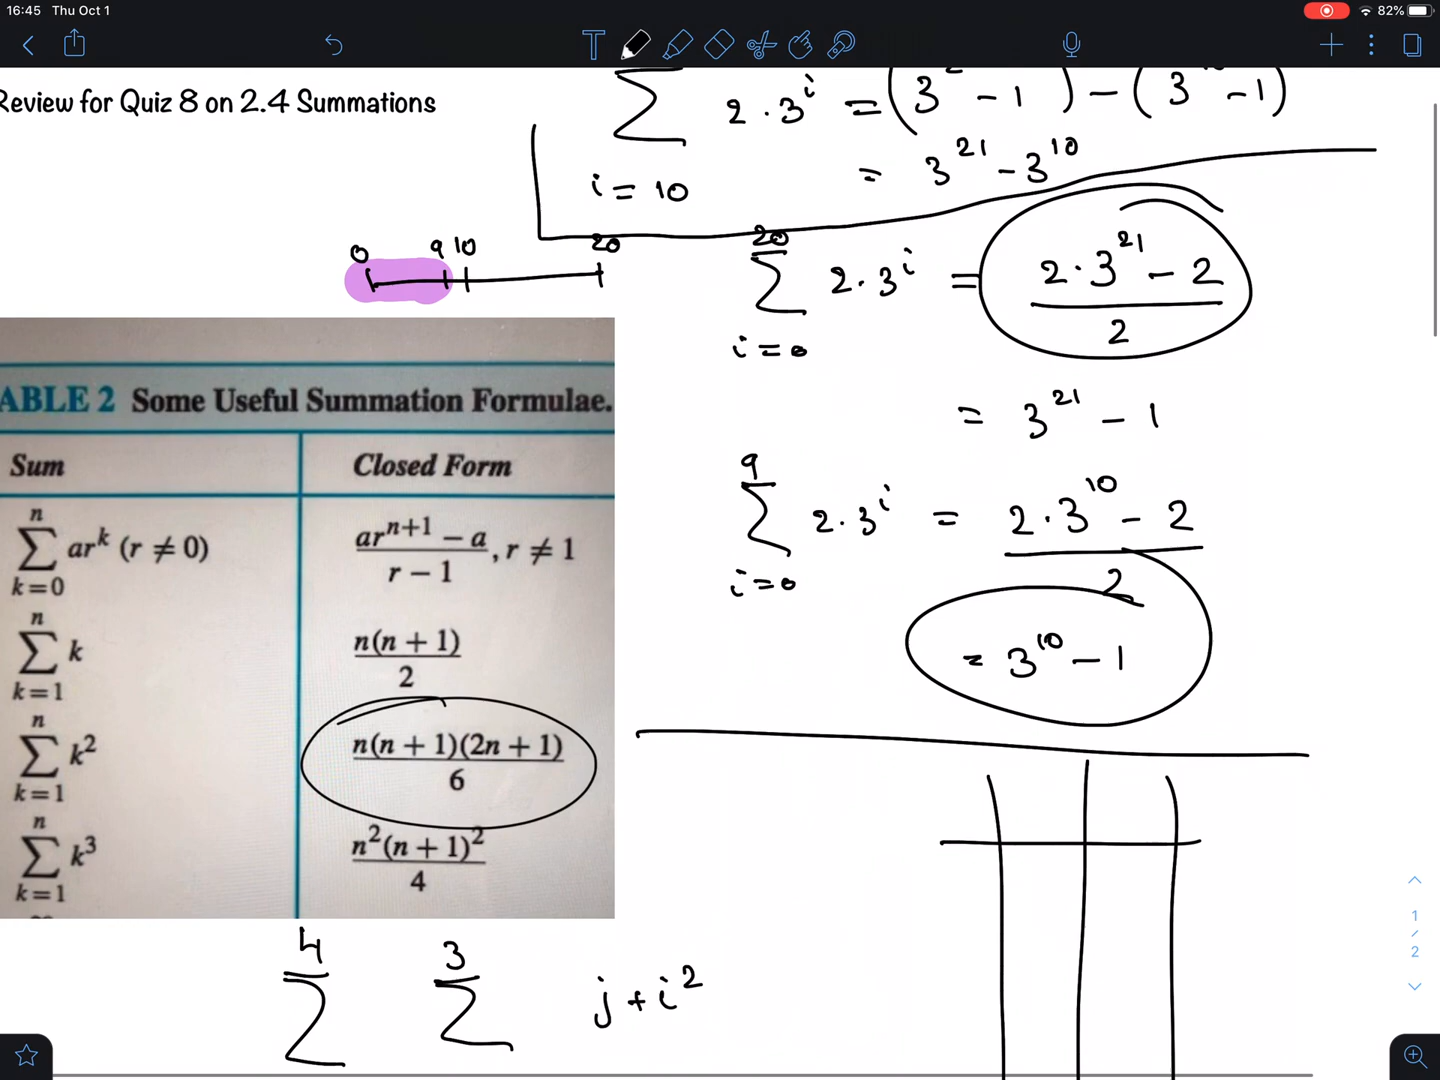 16:45 Thu Oct 1
82%
Review for Quiz 8 on 2.4 Summations
∑ 2·3^i = (3^2 - 1) - (3^10 - 1)
i = 10
= 3^21 - 3^10
0 9 10 20
20
∑ 2·3^i = (2·3^21 - 2)/2
i=0
= 3^21 - 1
9
∑ 2·3^i = (2·3^10 - 2)/2
i=0
= 3^10 - 1
ABLE 2 Some Useful Summation Formulae.
Sum Closed Form
n
∑ ar^k (r ≠ 0) (ar^(n+1) - a)/(r - 1), r ≠ 1
k=0
n
∑ k n(n + 1)/2
k=1
n
∑ k^2 n(n + 1)(2n + 1)/6
k=1
n
∑ k^3 n^2(n + 1)^2/4
k=1
4 3
∑ ∑ j + i^2
1
/
2